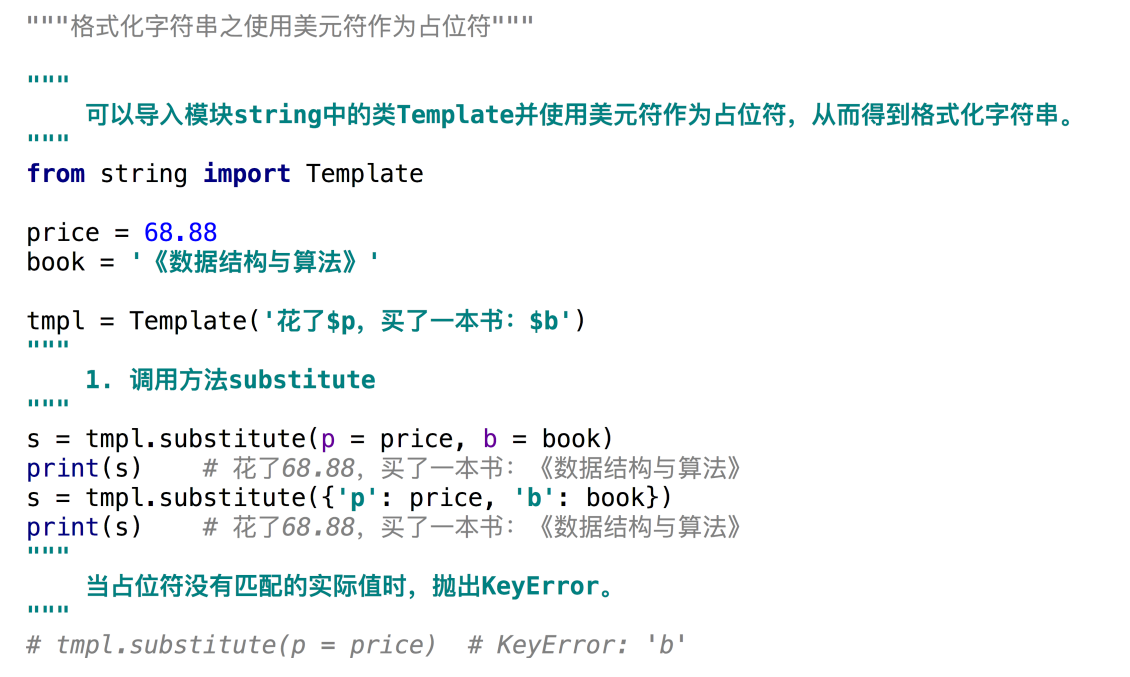 """格式化字符串之使用美元符作为占位符"""
"""
    可以导入模块string中的类Template并使用美元符作为占位符，从而得到格式化字符串。
"""
from string import Template
price = 68.88
book = '《数据结构与算法》'
tmpl = Template('花了$p，买了一本书：$b')
"""
    1. 调用方法substitute
"""
s = tmpl.substitute(p = price, b = book)
print(s)    # 花了68.88，买了一本书：《数据结构与算法》
s = tmpl.substitute({'p': price, 'b': book})
print(s)    # 花了68.88，买了一本书：《数据结构与算法》
"""
    当占位符没有匹配的实际值时，抛出KeyError。
"""
# tmpl.substitute(p = price)  # KeyError: 'b'